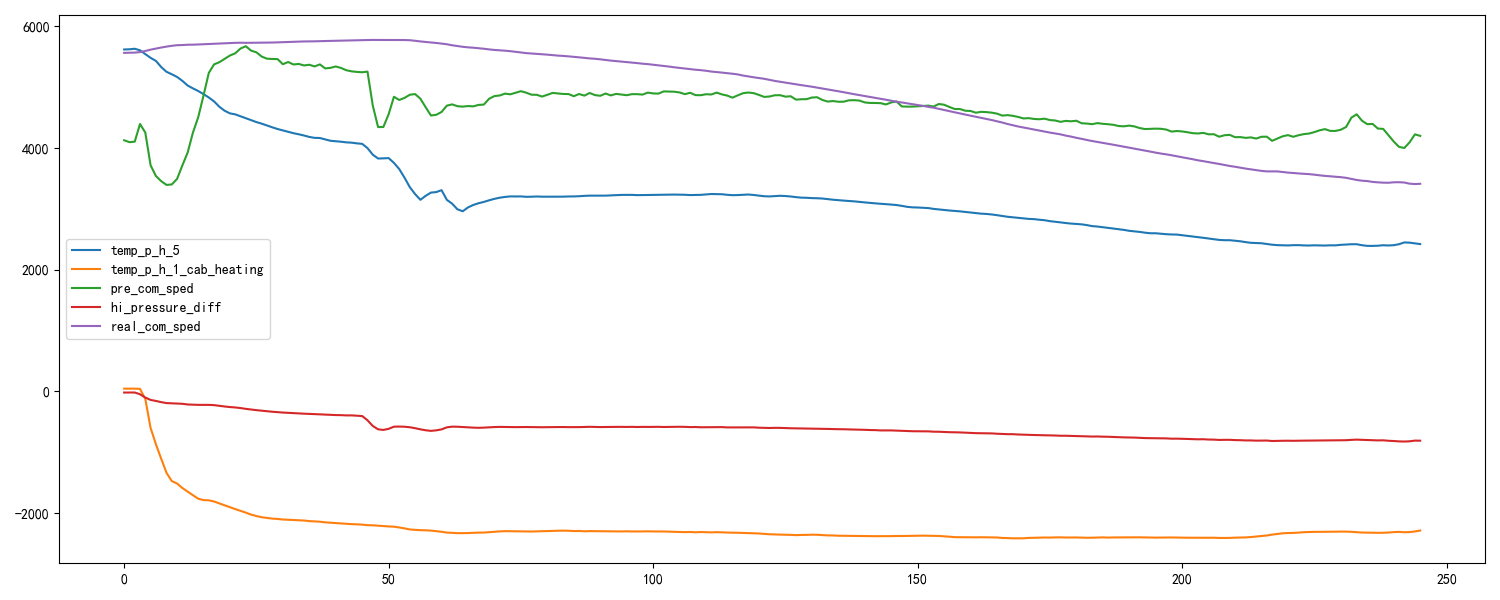 6000
4000
2000
0
−2000
temp_p_h_5
temp_p_h_1_cab_heating
pre_com_sped
hi_pressure_diff
real_com_sped
0 50 100 150 200 250